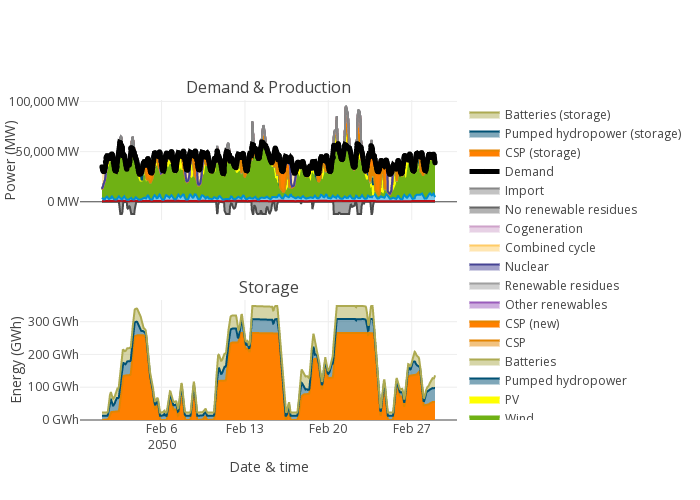 Demand & Production
100,000 MW
50,000 MW
0 MW
Power (MW)
Storage
300 GWh
200 GWh
100 GWh
0 GWh
Energy (GWh)
Feb 6
2050
Feb 13
Feb 20
Feb 27
Date & time
Batteries (storage)
Pumped hydropower (storage)
CSP (storage)
Demand
Import
No renewable residues
Cogeneration
Combined cycle
Nuclear
Renewable residues
Other renewables
CSP (new)
CSP
Batteries
Pumped hydropower
PV
Wind